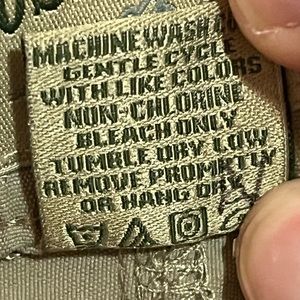 MACHINE WASH CO
GENTLE CYCLE
WITH LIKE COLORS
NON-CHLORINE
BLEACH ONLY
TUMBLE DRY LOW
REMOVE PROMPTLY
OR HANG DRY